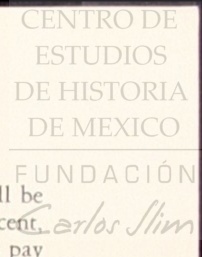 CENTRO DE
ESTUDIOS
DE HISTORIA
DE MEXICO
FUNDACIÓN
ll be
Carlos Slim
cent,
pay